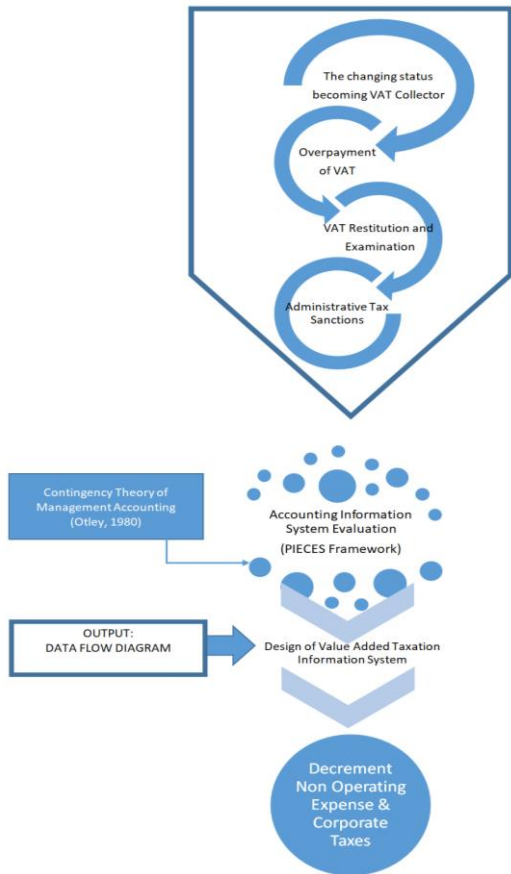 The changing status
becoming VAT Collector
Overpayment
of VAT
VAT Restitution and
Examination
Administrative Tax
Sanctions
Contingency Theory of
Management Accounting
(Otley, 1980)
Accounting Information
System Evaluation
(PIECES Framework)
OUTPUT:
DATA FLOW DIAGRAM
Design of Value Added Taxation
Information System
Decrement
Non Operating
Expense &
Corporate
Taxes